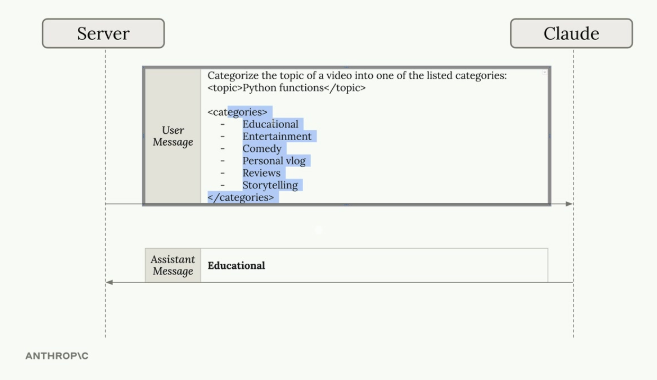 Server
Claude
User
Message
Categorize the topic of a video into one of the listed categories:
<topic>Python functions</topic>
<categories>
- Educational
- Entertainment
- Comedy
- Personal vlog
- Reviews
- Storytelling
</categories>
Assistant
Message
Educational
ANTHROP\C